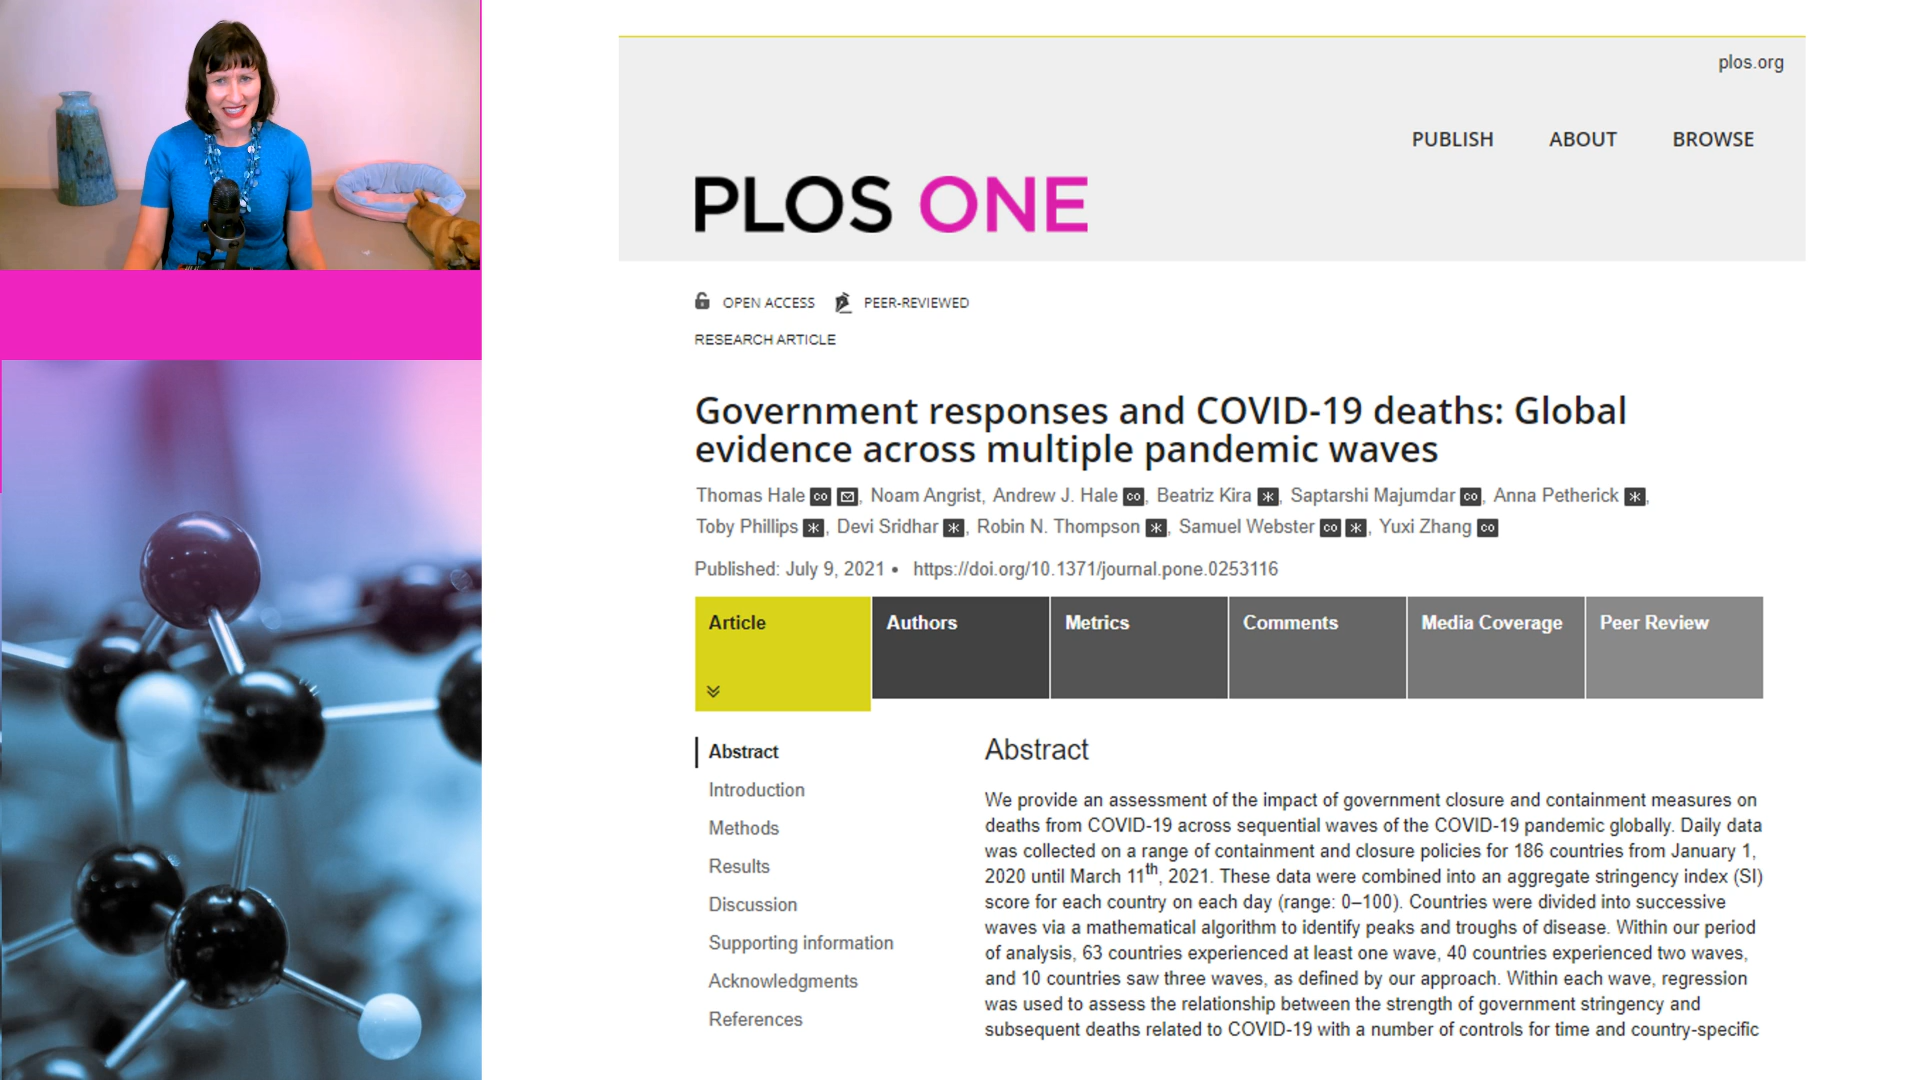 plos.org
PUBLISH ABOUT BROWSE
PLOS ONE
OPEN ACCESS PEER-REVIEWED
RESEARCH ARTICLE
Government responses and COVID-19 deaths: Global
evidence across multiple pandemic waves
Thomas Hale, Noam Angrist, Andrew J. Hale, Beatriz Kira, Saptarshi Majumdar, Anna Petherick,
Toby Phillips, Devi Sridhar, Robin N. Thompson, Samuel Webster, Yuxi Zhang
Published: July 9, 2021 • https://doi.org/10.1371/journal.pone.0253116
Article Authors Metrics Comments Media Coverage Peer Review
Abstract
Introduction
Methods
Results
Discussion
Supporting information
Acknowledgments
References
Abstract
We provide an assessment of the impact of government closure and containment measures on
deaths from COVID-19 across sequential waves of the COVID-19 pandemic globally. Daily data
was collected on a range of containment and closure policies for 186 countries from January 1,
2020 until March 11th, 2021. These data were combined into an aggregate stringency index (SI)
score for each country on each day (range: 0–100). Countries were divided into successive
waves via a mathematical algorithm to identify peaks and troughs of disease. Within our period
of analysis, 63 countries experienced at least one wave, 40 countries experienced two waves,
and 10 countries saw three waves, as defined by our approach. Within each wave, regression
was used to assess the relationship between the strength of government stringency and
subsequent deaths related to COVID-19 with a number of controls for time and country-specific